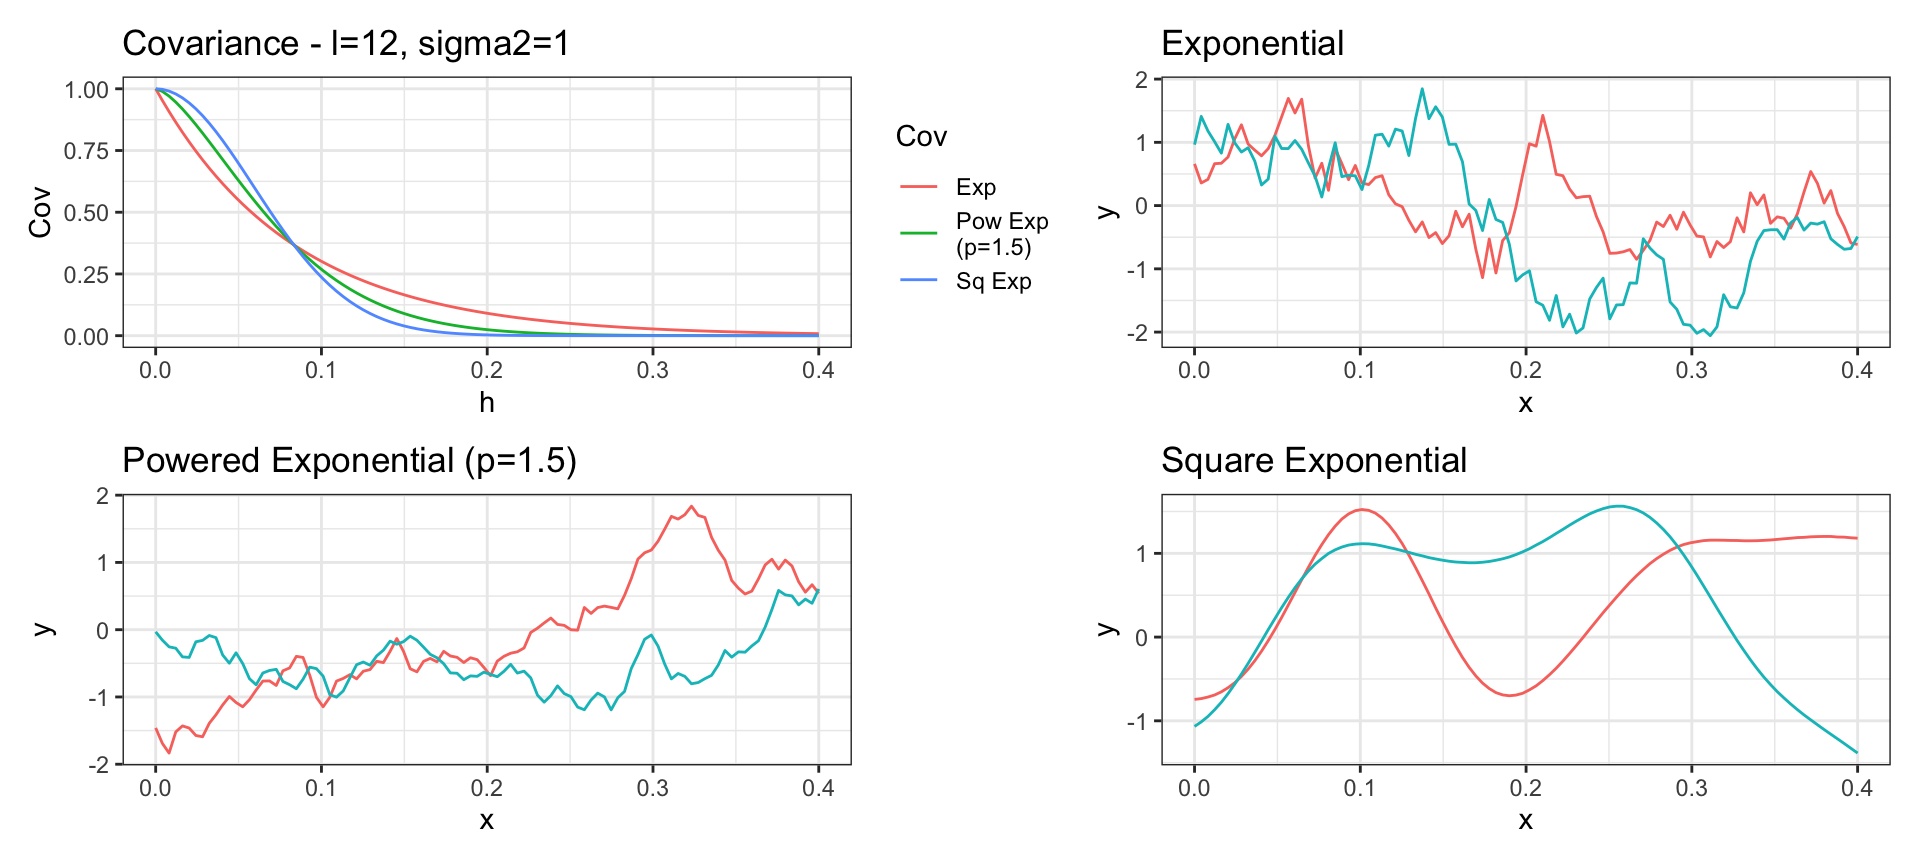 Covariance - l=12, sigma2=1
1.00
0.75
0.50
0.25
0.00
Cov
0.0 0.1 0.2 0.3 0.4
h
Cov
Exp
Pow Exp
(p=1.5)
Sq Exp
Exponential
2
1
0
-1
-2
y
0.0 0.1 0.2 0.3 0.4
x
Powered Exponential (p=1.5)
2
1
0
-1
-2
y
0.0 0.1 0.2 0.3 0.4
x
Square Exponential
1
0
-1
y
0.0 0.1 0.2 0.3 0.4
x